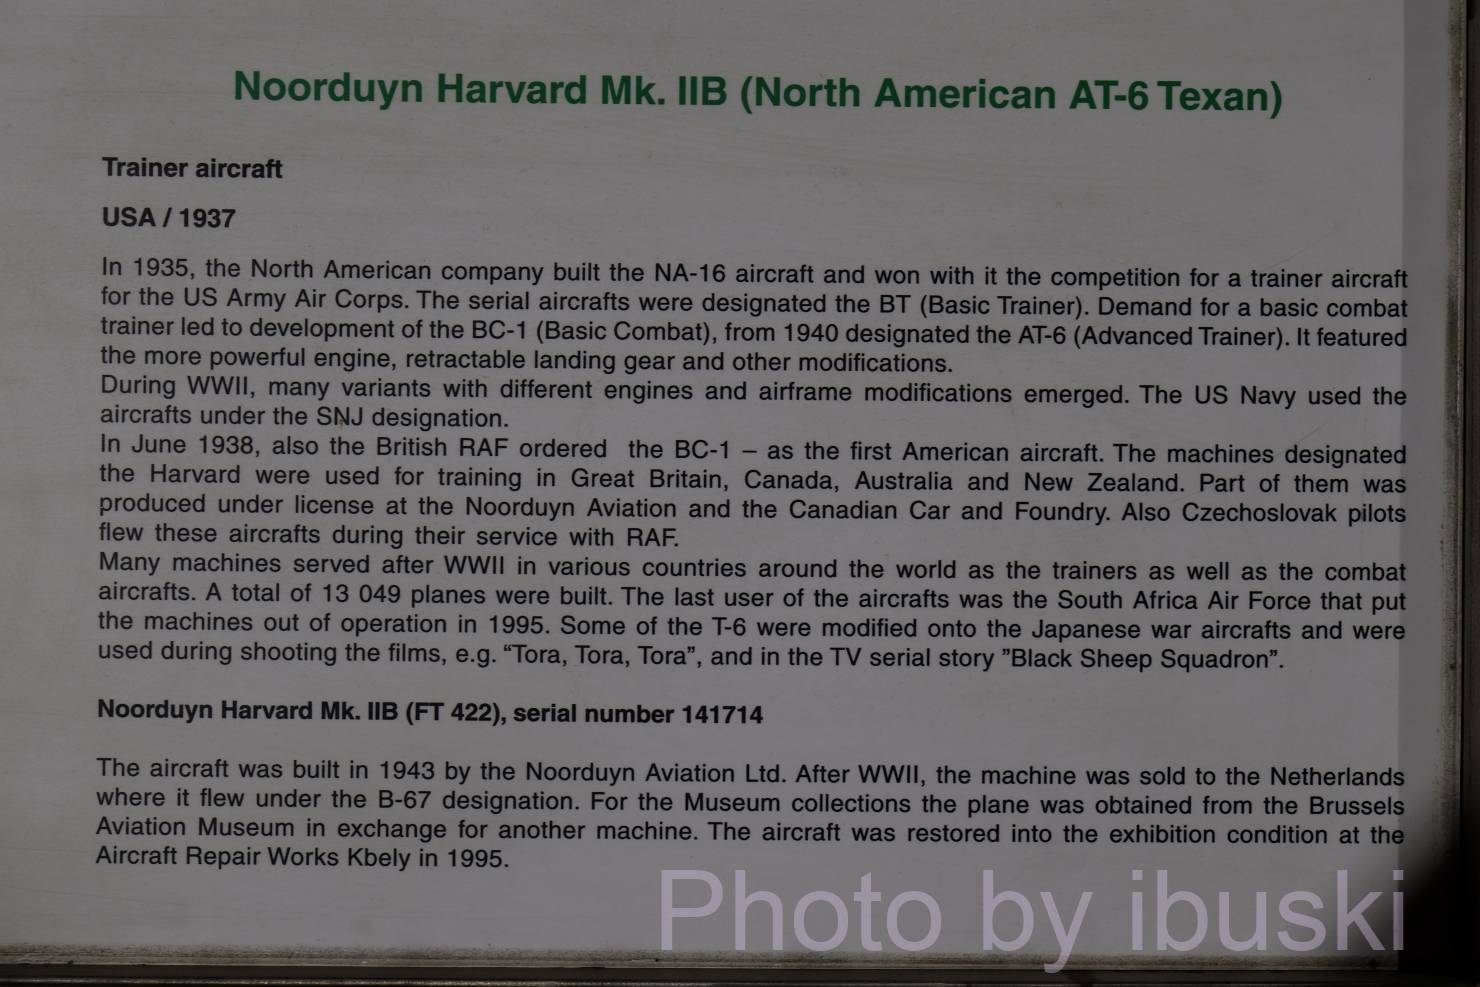 Noorduyn Harvard Mk. IIB (North American AT-6 Texan)
Trainer aircraft
USA / 1937
In 1935, the North American company built the NA-16 aircraft and won with it the competition for a trainer aircraft
for the US Army Air Corps. The serial aircrafts were designated the BT (Basic Trainer). Demand for a basic combat
trainer led to development of the BC-1 (Basic Combat), from 1940 designated the AT-6 (Advanced Trainer). It featured
the more powerful engine, retractable landing gear and other modifications.
During WWII, many variants with different engines and airframe modifications emerged. The US Navy used the
aircrafts under the SNJ designation.
In June 1938, also the British RAF ordered  the BC-1 – as the first American aircraft. The machines designated
the Harvard were used for training in Great Britain, Canada, Australia and New Zealand. Part of them was
produced under license at the Noorduyn Aviation and the Canadian Car and Foundry. Also Czechoslovak pilots
flew these aircrafts during their service with RAF.
Many machines served after WWII in various countries around the world as the trainers as well as the combat
aircrafts. A total of 13 049 planes were built. The last user of the aircrafts was the South Africa Air Force that put
the machines out of operation in 1995. Some of the T-6 were modified onto the Japanese war aircrafts and were
used during shooting the films, e.g. “Tora, Tora, Tora”, and in the TV serial story ”Black Sheep Squadron”.
Noorduyn Harvard Mk. IIB (FT 422), serial number 141714
The aircraft was built in 1943 by the Noorduyn Aviation Ltd. After WWII, the machine was sold to the Netherlands
where it flew under the B-67 designation. For the Museum collections the plane was obtained from the Brussels
Aviation Museum in exchange for another machine. The aircraft was restored into the exhibition condition at the
Aircraft Repair Works Kbely in 1995.
Photo by ibuski